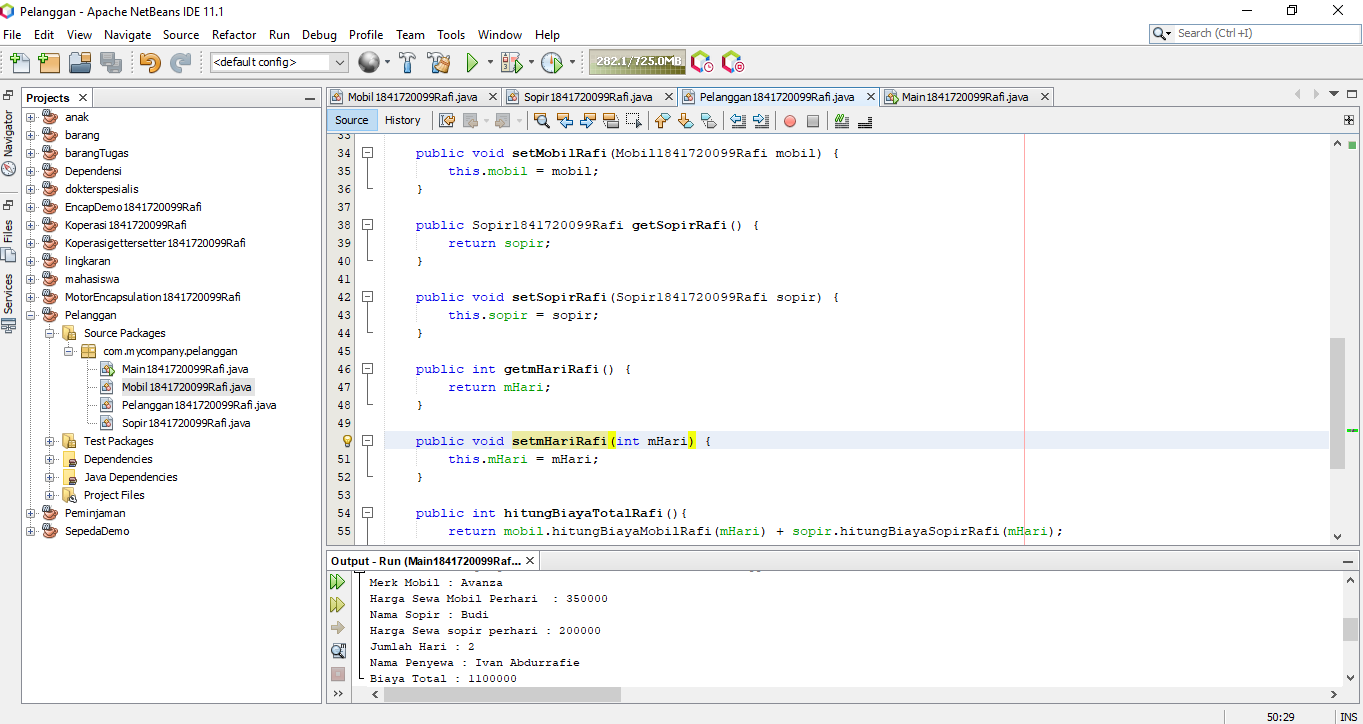 Pelanggan - Apache NetBeans IDE 11.1
File Edit View Navigate Source Refactor Run Debug Profile Team Tools Window Help
Search (Ctrl+I)
<default config>
282.1/725.0MB
Projects
Navigator
Files
Services
anak
barang
barangTugas
Dependensi
dokterspesialis
EncapDemo1841720099Rafi
Koperasi1841720099Rafi
Koperasigettersetter1841720099Rafi
lingkaran
mahasiswa
MotorEncapsulation1841720099Rafi
Pelanggan
Source Packages
com.mycompany.pelanggan
Main1841720099Rafi.java
Mobil1841720099Rafi.java
Pelanggan1841720099Rafi.java
Sopir1841720099Rafi.java
Test Packages
Dependencies
Java Dependencies
Project Files
Peminjaman
SepedaDemo
Mobil1841720099Rafi.java Sopir1841720099Rafi.java Pelanggan1841720099Rafi.java Main1841720099Rafi.java
Source History
33
34 public void setMobilRafi(Mobil1841720099Rafi mobil) {
35 this.mobil = mobil;
36 }
37
38 public Sopir1841720099Rafi getSopirRafi() {
39 return sopir;
40 }
41
42 public void setSopirRafi(Sopir1841720099Rafi sopir) {
43 this.sopir = sopir;
44 }
45
46 public int getmHariRafi() {
47 return mHari;
48 }
49
public void setmHariRafi(int mHari) {
51 this.mHari = mHari;
52 }
53
54 public int hitungBiayaTotalRafi(){
55 return mobil.hitungBiayaMobilRafi(mHari) + sopir.hitungBiayaSopirRafi(mHari);
Output - Run (Main1841720099Raf...
Merk Mobil : Avanza
Harga Sewa Mobil Perhari  : 350000
Nama Sopir : Budi
Harga Sewa sopir perhari : 200000
Jumlah Hari : 2
Nama Penyewa : Ivan Abdurrafie
Biaya Total : 1100000
50:29 INS